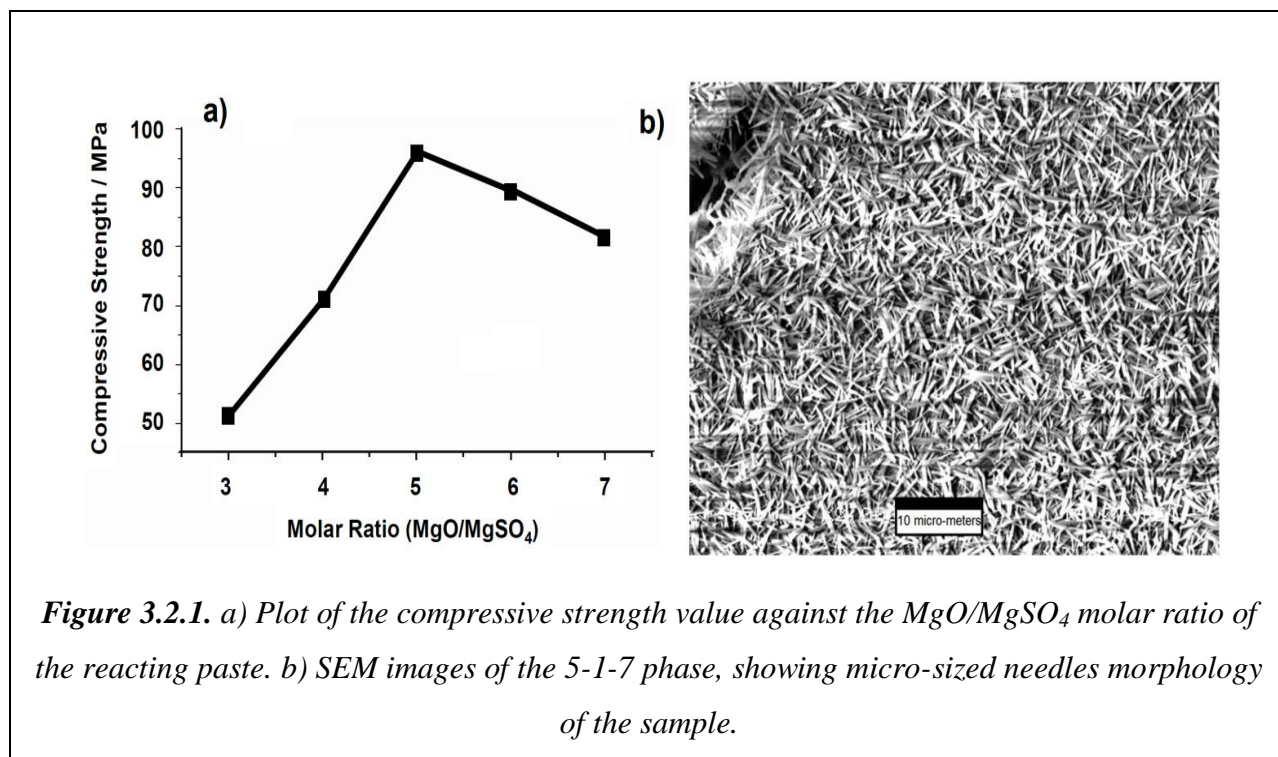 a)
b)
Compressive Strength / MPa
100
90
80
70
60
50
3 4 5 6 7
Molar Ratio (MgO/MgSO₄)
10 micro-meters
Figure 3.2.1. a) Plot of the compressive strength value against the MgO/MgSO₄ molar ratio of
the reacting paste. b) SEM images of the 5-1-7 phase, showing micro-sized needles morphology
of the sample.